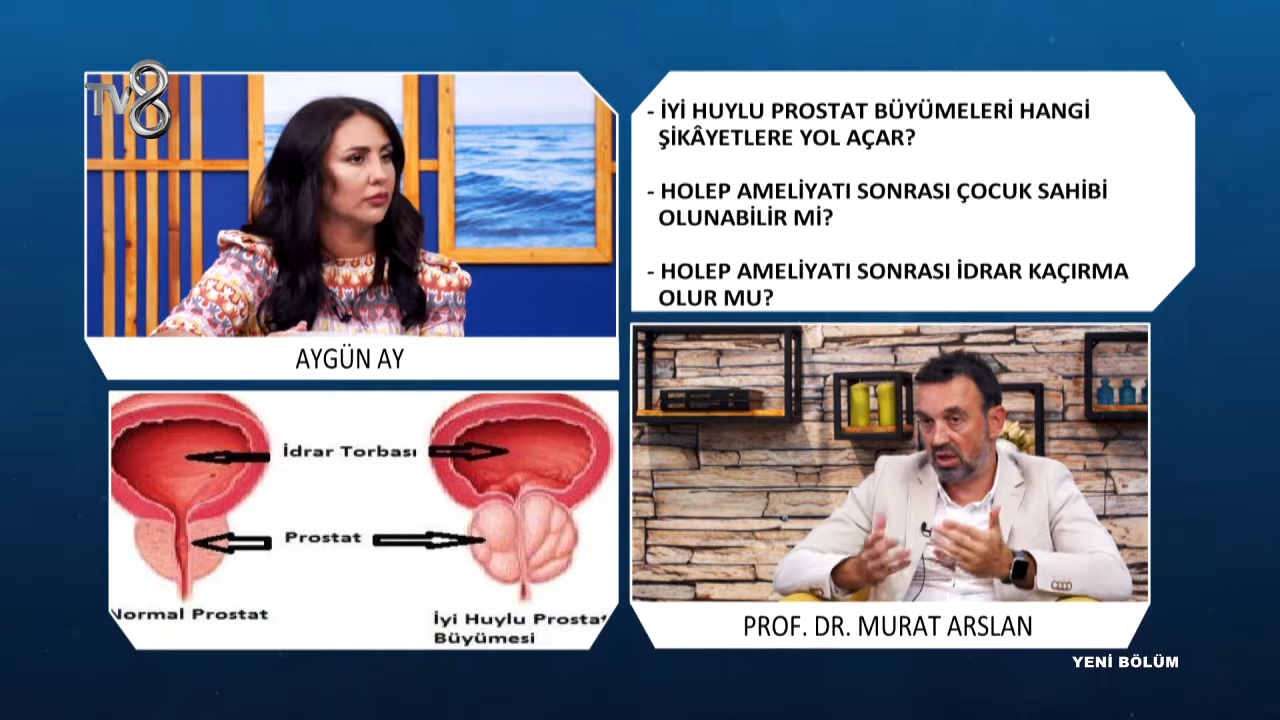 TV8
- İYİ HUYLU PROSTAT BÜYÜMELERİ HANGİ
ŞİKÂYETLERE YOL AÇAR?
- HOLEP AMELİYATI SONRASI ÇOCUK SAHİBİ
OLUNABİLİR Mİ?
- HOLEP AMELİYATI SONRASI İDRAR KAÇIRMA
OLUR MU?
AYGÜN AY
İdrar Torbası
Prostat
Normal Prostat
İyi Huylu Prostat
Büyümesi
PROF. DR. MURAT ARSLAN
YENİ BÖLÜM